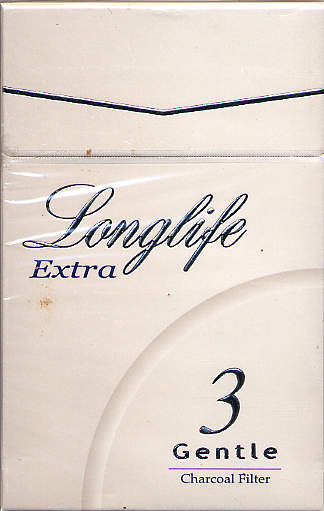 Longlife
Extra
3
Gentle
Charcoal Filter